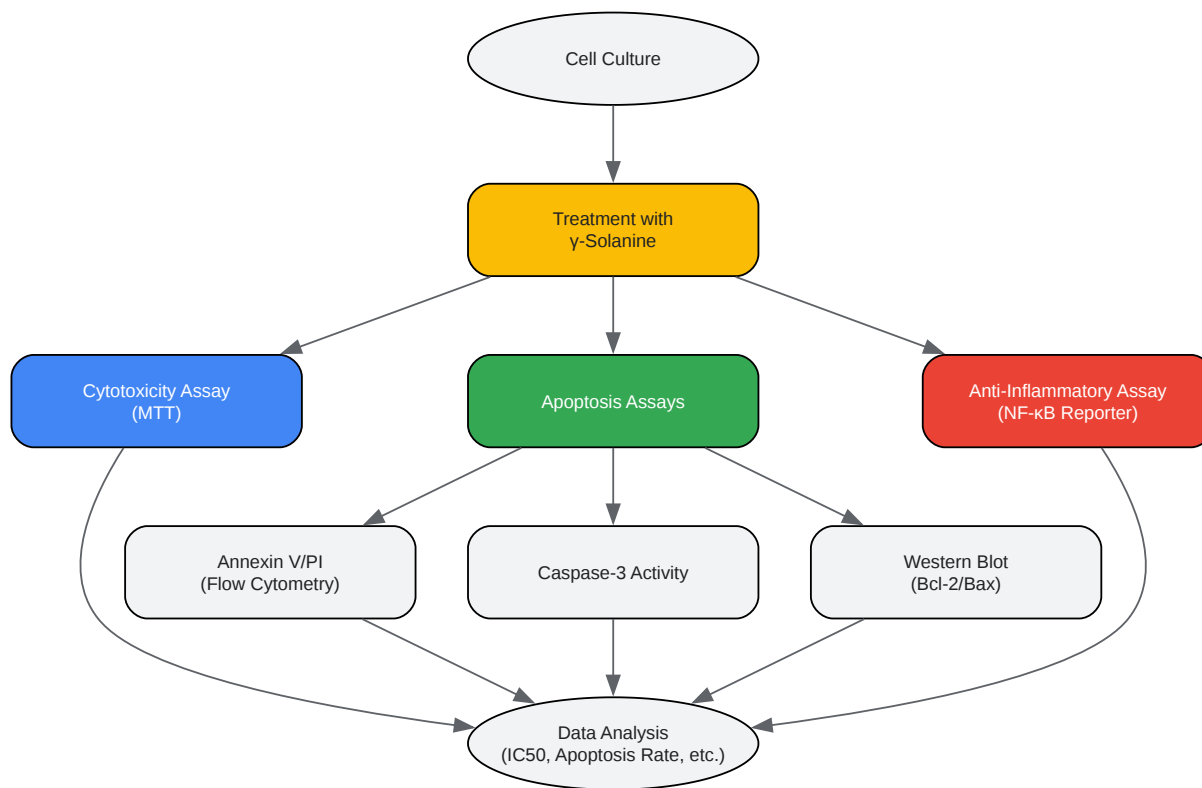 Cell Culture
Treatment with
γ-Solanine
Cytotoxicity Assay
(MTT)
Apoptosis Assays
Anti-Inflammatory Assay
(NF-κB Reporter)
Annexin V/PI
(Flow Cytometry)
Caspase-3 Activity
Western Blot
(Bcl-2/Bax)
Data Analysis
(IC50, Apoptosis Rate, etc.)